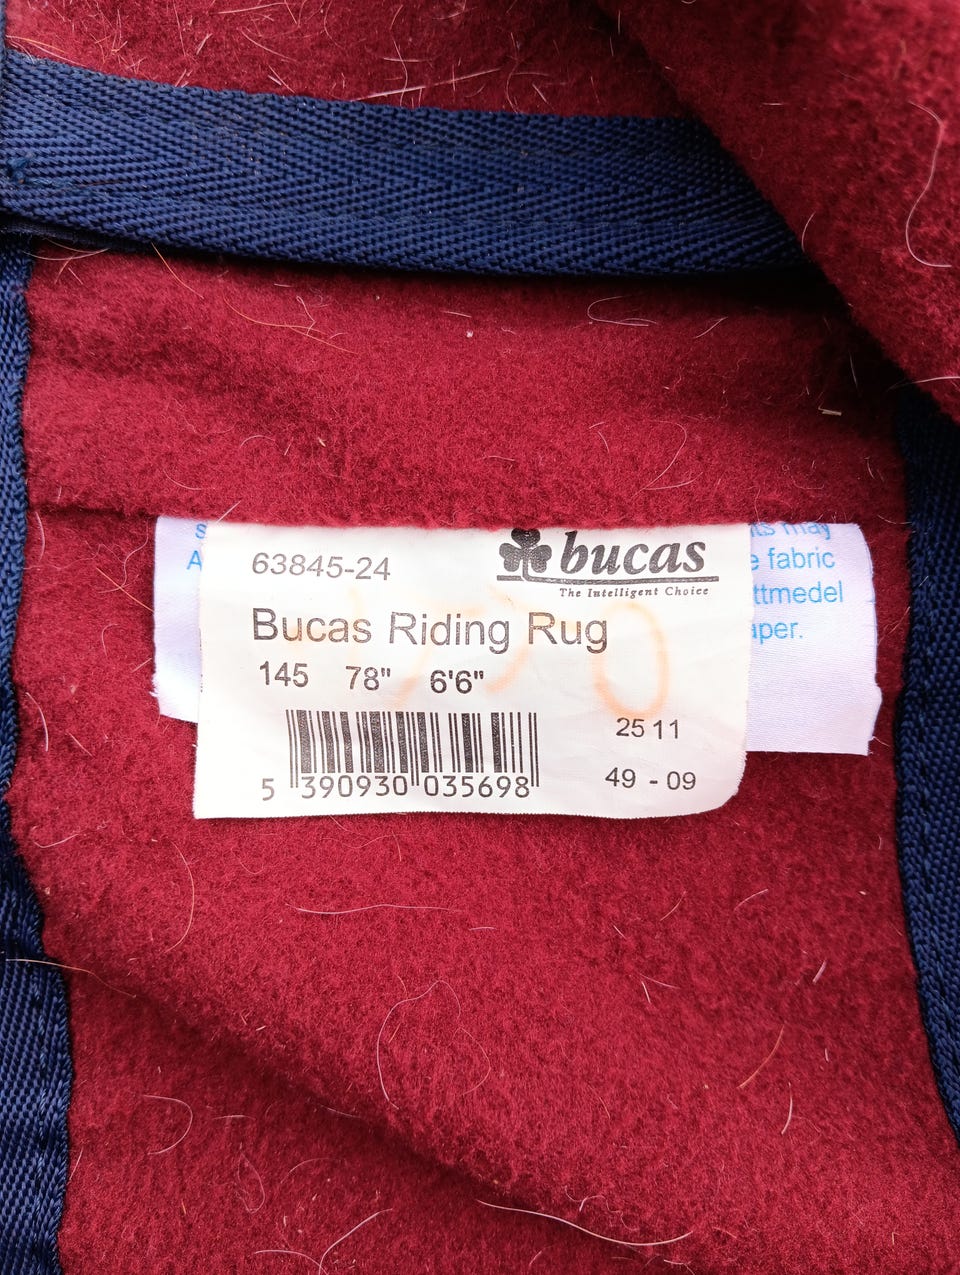 63845-24
bucas
The Intelligent Choice
Bucas Riding Rug
145 78" 6'6"
25 11
49 - 09
5 390930 035698
may
fabric
ttmedel
aper.